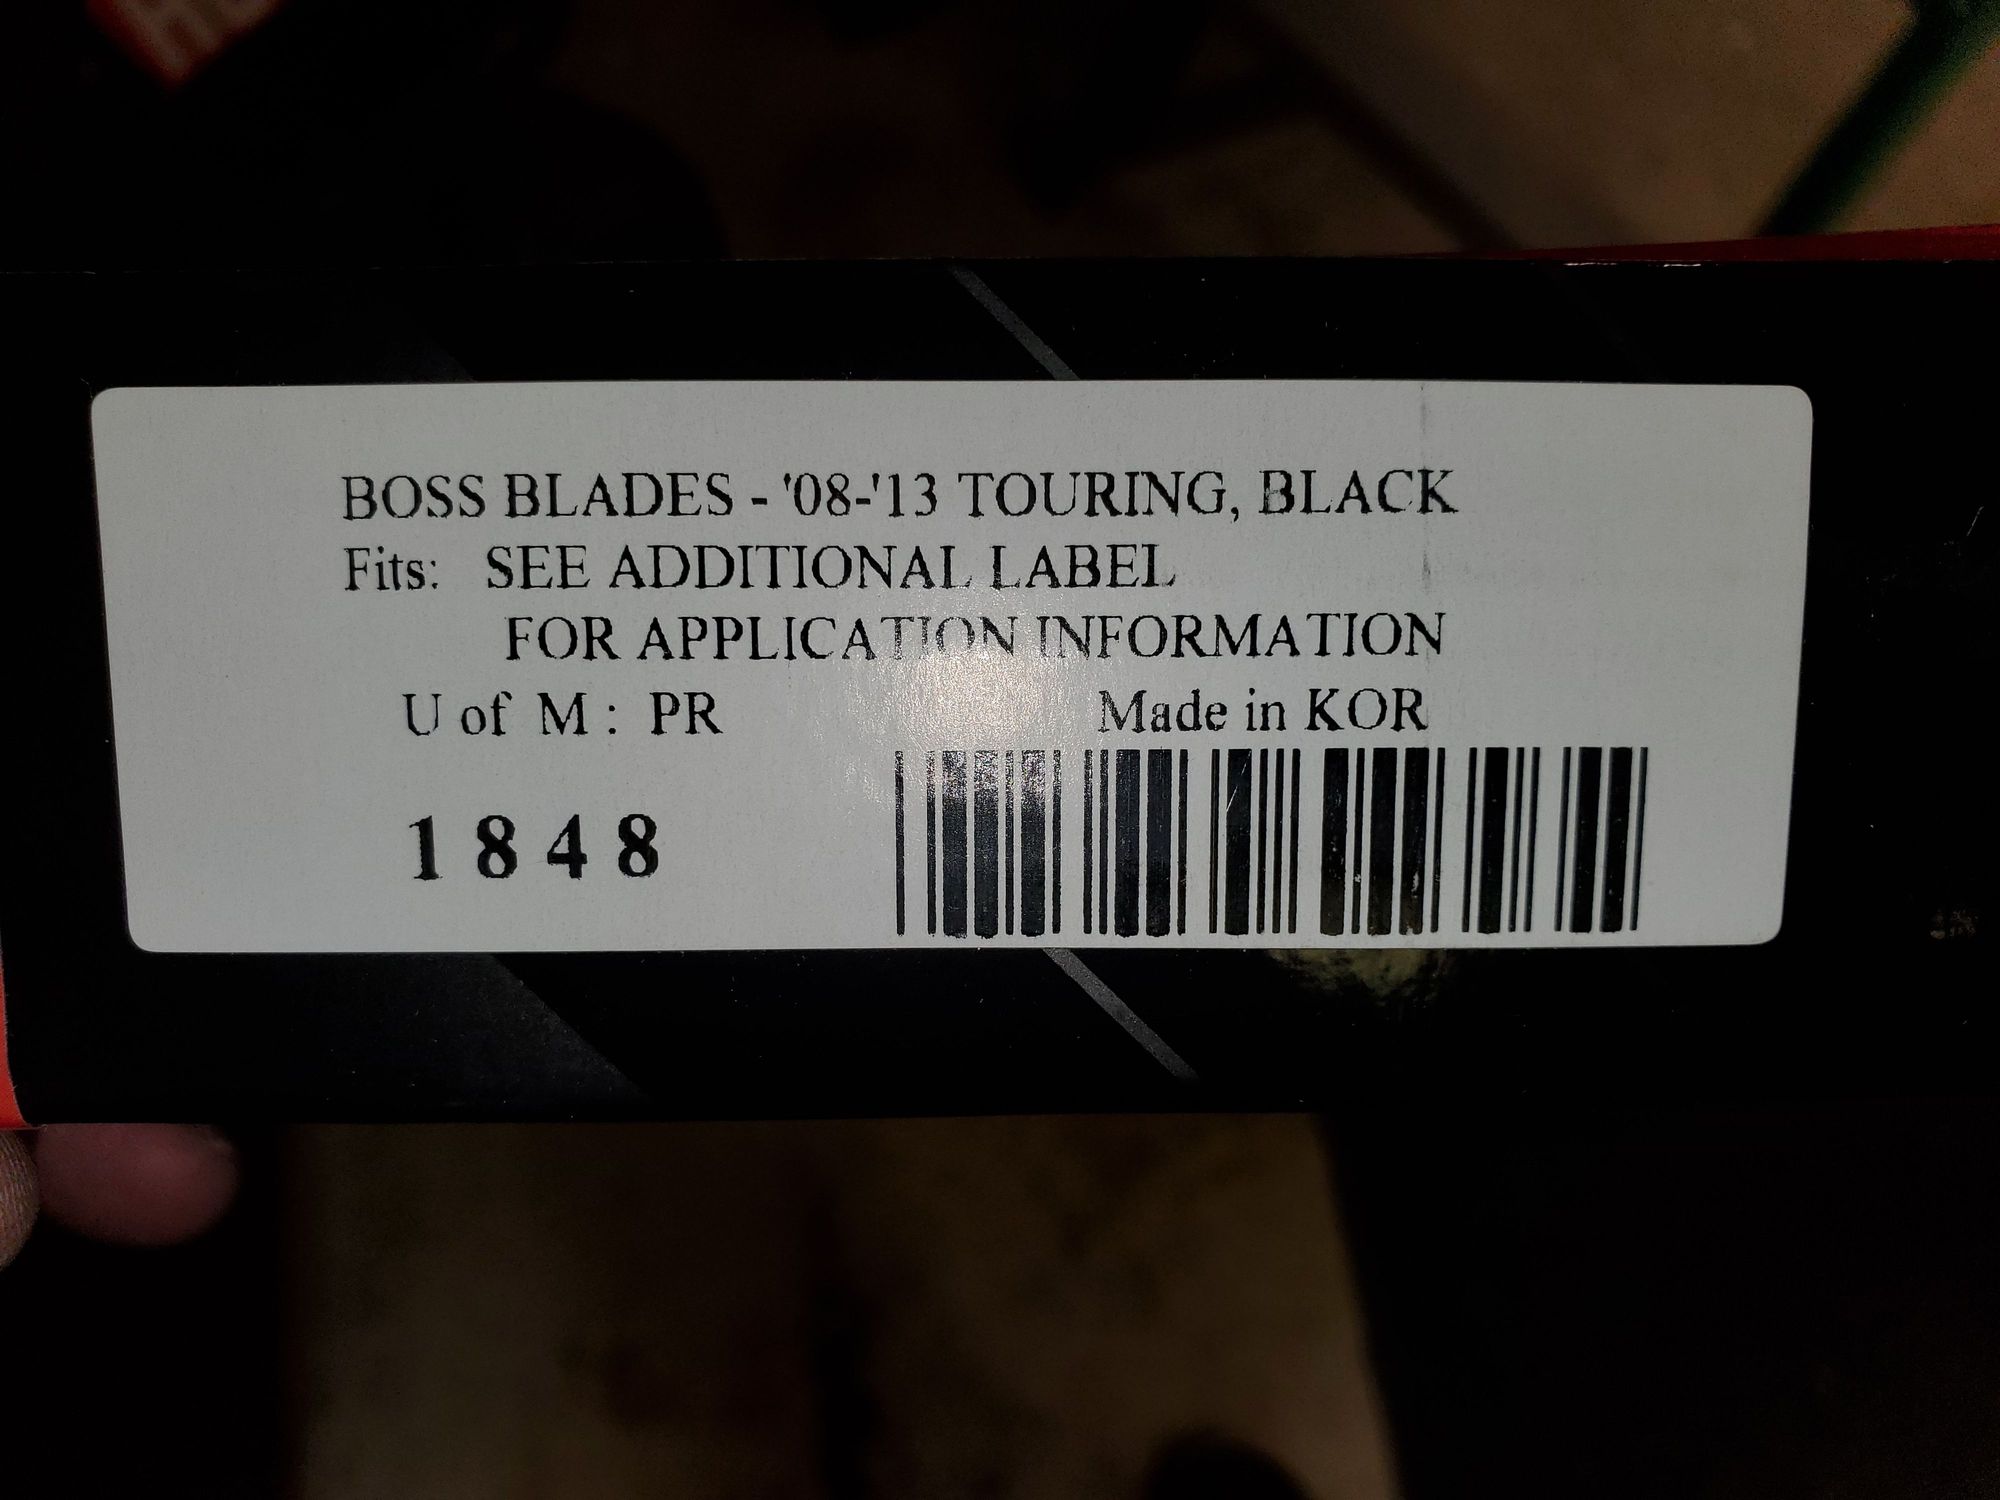 BOSS BLADES - '08-'13 TOURING, BLACK
Fits: SEE ADDITIONAL LABEL
FOR APPLICATION INFORMATION
U of M : PR Made in KOR
1848